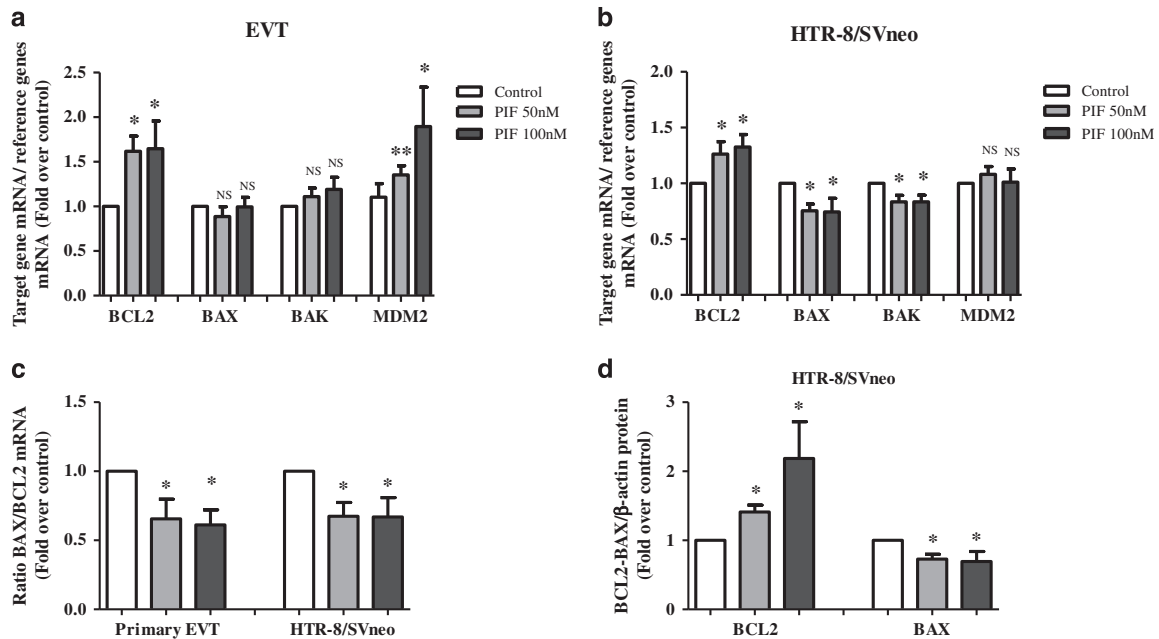 a
EVT
Target gene mRNA/ reference genes
mRNA (Fold over control)
2.5
2.0
1.5
1.0
0.5
0.0
* *
NS NS
NS NS
** *
BCL2 BAX BAK MDM2
Control
PIF 50nM
PIF 100nM
b
HTR-8/SVneo
Target gene mRNA/ reference genes
mRNA (Fold over control)
2.0
1.5
1.0
0.5
0.0
* *
* *
* *
NS NS
BCL2 BAX BAK MDM2
Control
PIF 50nM
PIF 100nM
c
Ratio BAX/BCL2 mRNA
(Fold over control)
1.5
1.0
0.5
0.0
* *
* *
Primary EVT HTR-8/SVneo
d
HTR-8/SVneo
BCL2-BAX/β-actin protein
(Fold over control)
3
2
1
0
* *
* *
BCL2 BAX